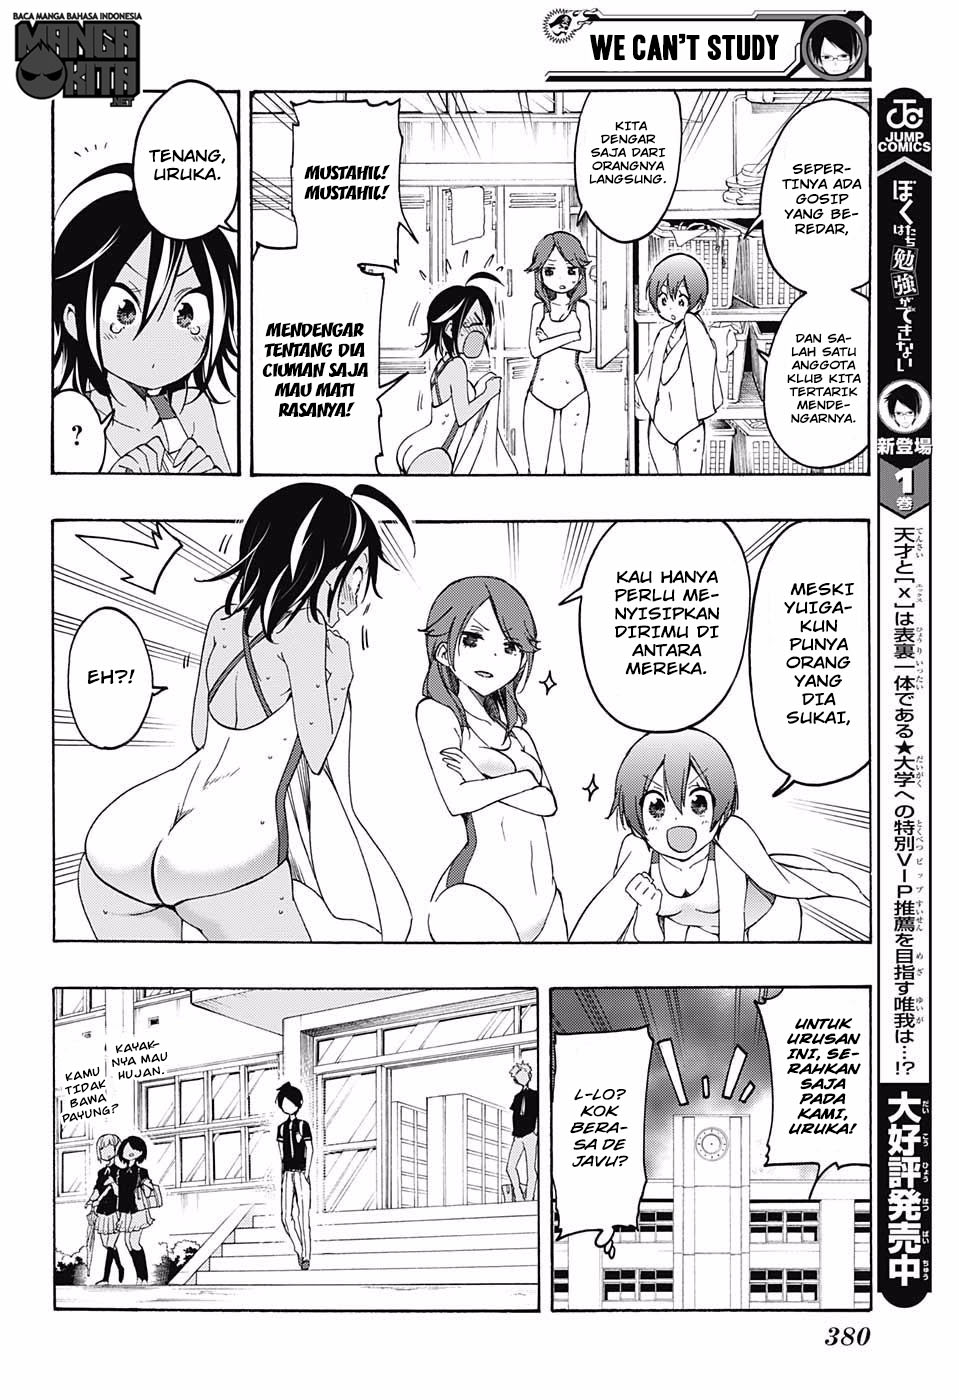 BACA MANGA BAHASA INDONESIA
MANGA
KITA
.NET
WE CAN'T STUDY
SEPER-
TINYA ADA
GOSIP
YANG BE-
REDAR,
DAN SA-
LAH SATU
ANGGOTA
KLUB KITA
TERTARIK
MENDE-
NGARNYA.
KITA
DENGAR
SAJA DARI
ORANGNYA
LANGSUNG.
MUSTAHIL!
MUSTAHIL!
MENDENGAR
TENTANG DIA
CIUMAN SAJA
MAU MATI
RASANYA!
TENANG,
URUKA.
?
MESKI
YUIGA-
KUN
PUNYA
ORANG
YANG
DIA
SUKAI,
KAU HANYA
PERLU ME-
NYISIPKAN
DIRIMU DI
ANTARA
MEREKA.
EH?!
UNTUK
URUSAN
INI, SE-
RAHKAN
SAJA
PADA
KAMI,
URUKA!
L-LO?
KOK
BERA-
SA DE
JAVU?
KAYAK-
NYA MAU
HUJAN.
KAMU
TIDAK
BAWA
PAYUNG?
JC
JUMP
COMICS
ぼくたちは勉強ができない
新登場
1
巻
天才と[x]は表裏一体である★大学への特別VIP推薦を目指す唯我は…!?
大好評発売中
380